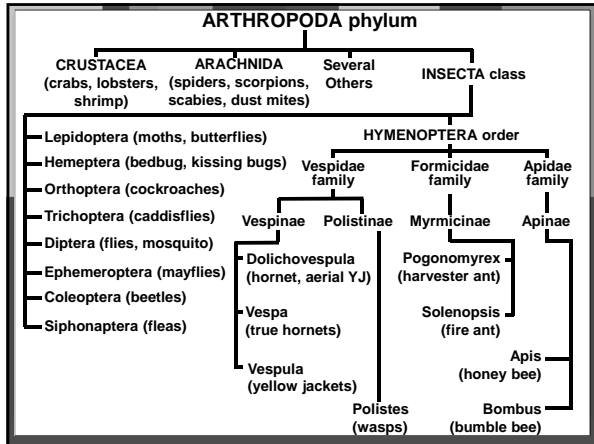 ARTHROPODA phylum
CRUSTACEA
(crabs, lobsters,
shrimp)
ARACHNIDA
(spiders, scorpions,
scabies, dust mites)
Several
Others
INSECTA class
Lepidoptera (moths, butterflies)
Hemeptera (bedbug, kissing bugs)
Orthoptera (cockroaches)
Trichoptera (caddisflies)
Diptera (flies, mosquito)
Ephemeroptera (mayflies)
Coleoptera (beetles)
Siphonaptera (fleas)
HYMENOPTERA order
Vespidae
family
Formicidae
family
Apidae
family
Vespinae
Polistinae
Myrmicinae
Apinae
Dolichovespula
(hornet, aerial YJ)
Vespa
(true hornets)
Vespula
(yellow jackets)
Polistes
(wasps)
Pogonomyrex
(harvester ant)
Solenopsis
(fire ant)
Apis
(honey bee)
Bombus
(bumble bee)